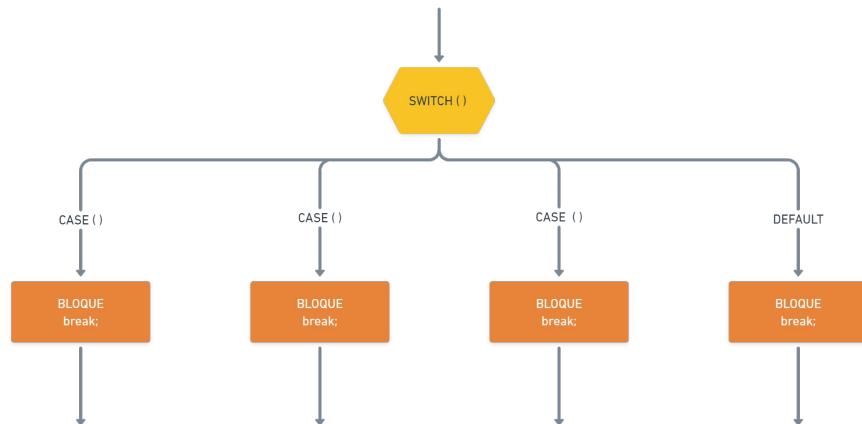 SWITCH ( )
CASE ( )
CASE ( )
CASE  ( )
DEFAULT
BLOQUE
break;
BLOQUE
break;
BLOQUE
break;
BLOQUE
break;